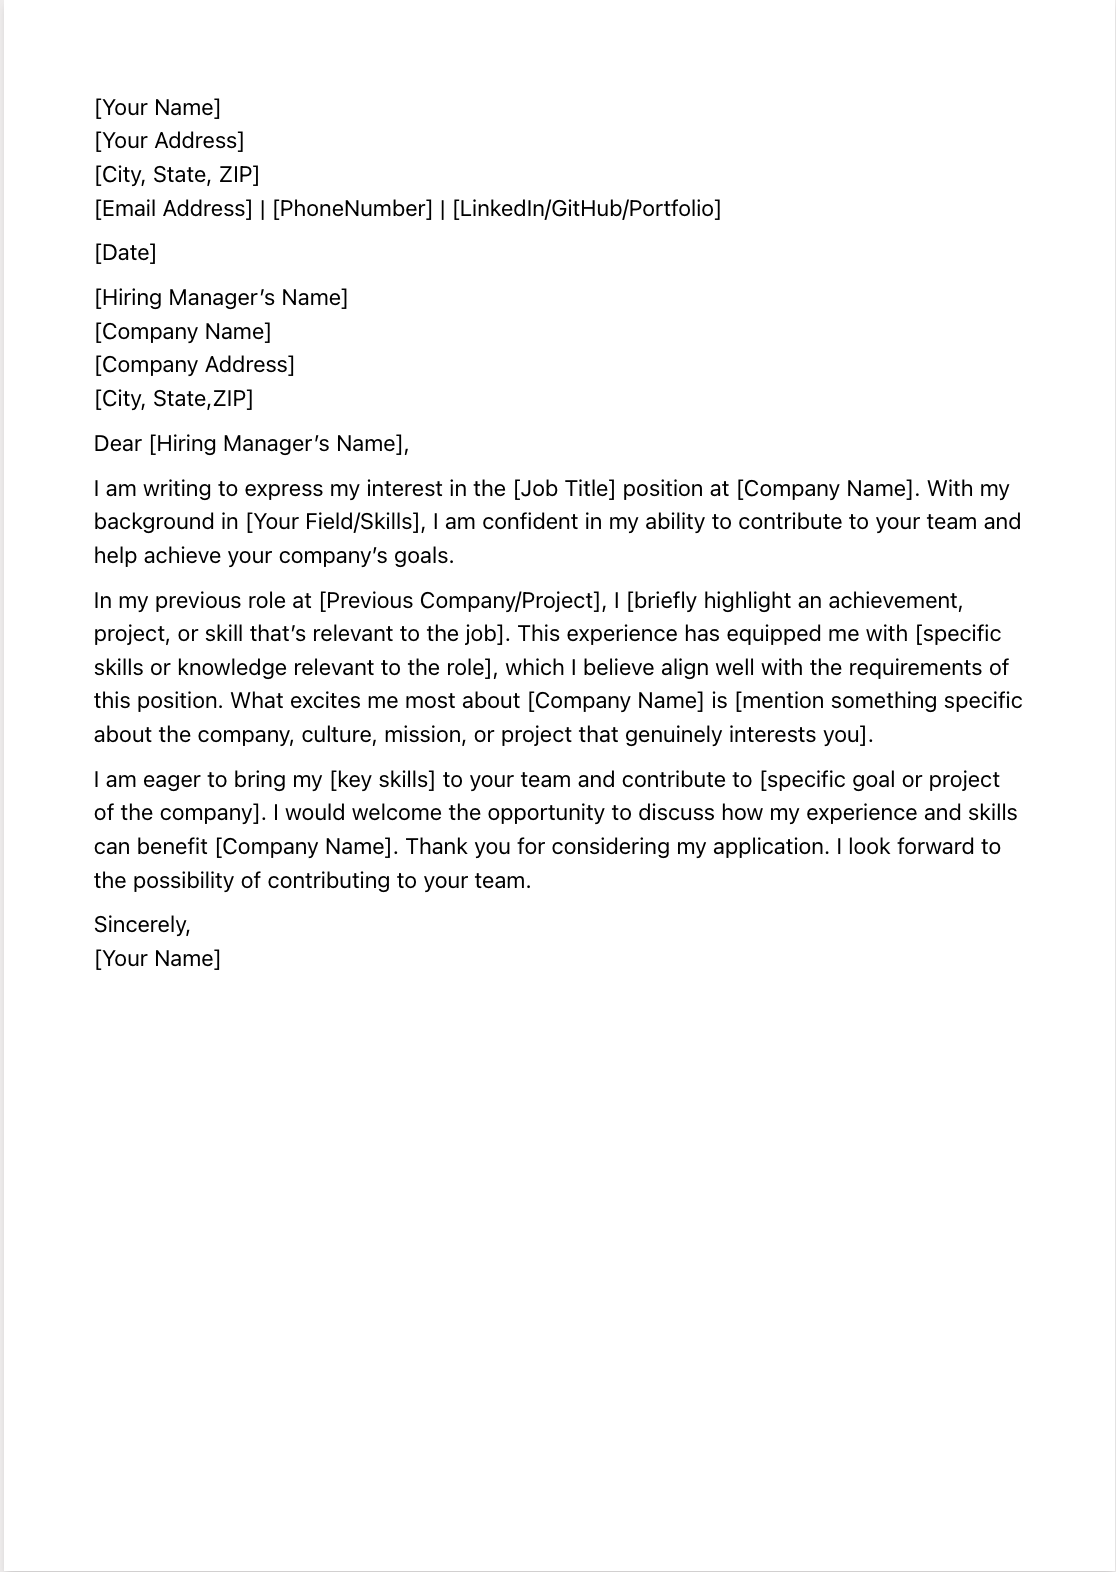 [Your Name]
[Your Address]
[City, State, ZIP]
[Email Address] | [PhoneNumber] | [LinkedIn/GitHub/Portfolio]
[Date]
[Hiring Manager’s Name]
[Company Name]
[Company Address]
[City, State,ZIP]
Dear [Hiring Manager’s Name],
I am writing to express my interest in the [Job Title] position at [Company Name]. With my
background in [Your Field/Skills], I am confident in my ability to contribute to your team and
help achieve your company’s goals.
In my previous role at [Previous Company/Project], I [briefly highlight an achievement,
project, or skill that’s relevant to the job]. This experience has equipped me with [specific
skills or knowledge relevant to the role], which I believe align well with the requirements of
this position. What excites me most about [Company Name] is [mention something specific
about the company, culture, mission, or project that genuinely interests you].
I am eager to bring my [key skills] to your team and contribute to [specific goal or project
of the company]. I would welcome the opportunity to discuss how my experience and skills
can benefit [Company Name]. Thank you for considering my application. I look forward to
the possibility of contributing to your team.
Sincerely,
[Your Name]